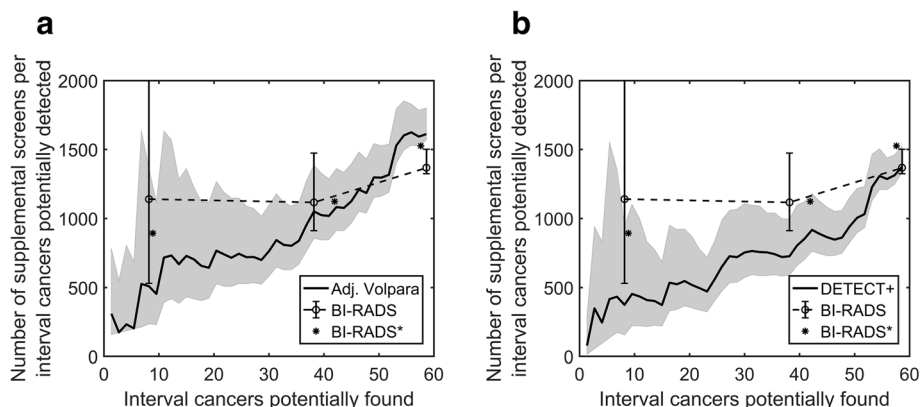 a
Number of supplemental screens per
interval cancers potentially detected
2000
1500
1000
500
0
Adj. Volpara
BI-RADS
BI-RADS*
0 10 20 30 40 50 60
Interval cancers potentially found
b
Number of supplemental screens per
interval cancers potentially detected
2000
1500
1000
500
0
DETECT+
BI-RADS
BI-RADS*
0 10 20 30 40 50 60
Interval cancers potentially found